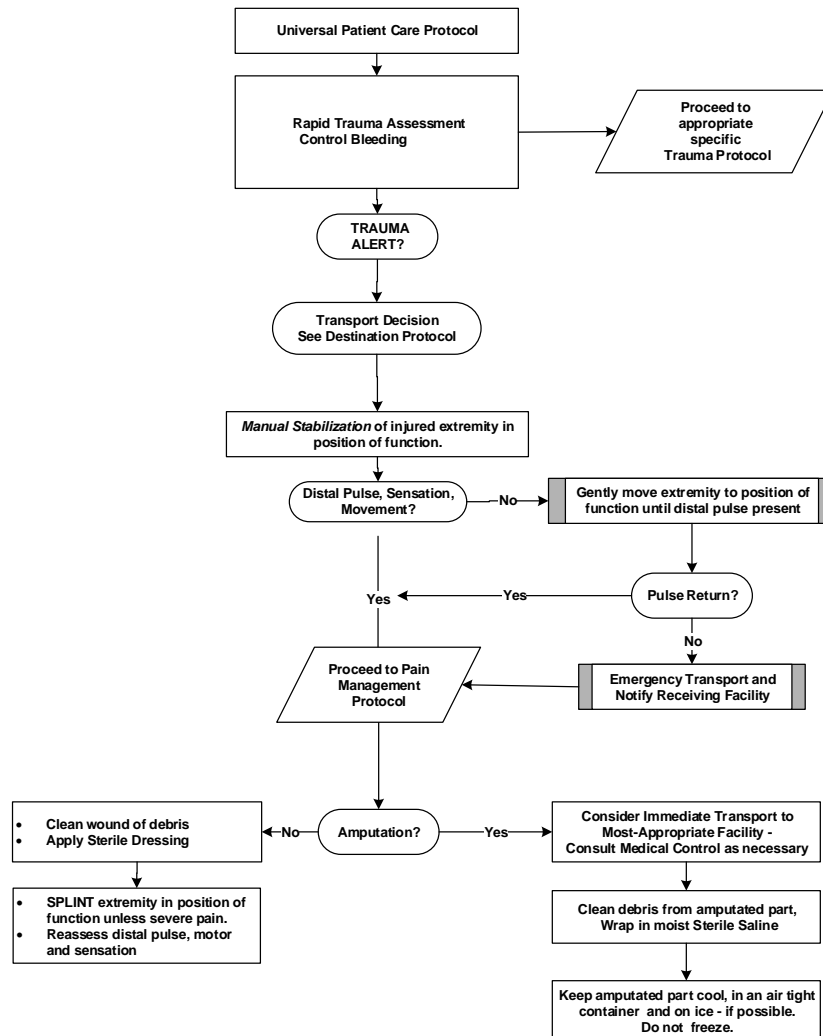 Universal Patient Care Protocol
Rapid Trauma Assessment
Control Bleeding
Proceed to
appropriate
specific
Trauma Protocol
TRAUMA
ALERT?
Transport Decision
See Destination Protocol
Manual Stabilization of injured extremity in
position of function.
Distal Pulse, Sensation,
Movement?
No
Gently move extremity to position of
function until distal pulse present
Yes
Yes
Pulse Return?
No
Proceed to Pain
Management
Protocol
Emergency Transport and
Notify Receiving Facility
• Clean wound of debris
• Apply Sterile Dressing
No
Amputation?
Yes
Consider Immediate Transport to
Most-Appropriate Facility -
Consult Medical Control as necessary
• SPLINT extremity in position of
function unless severe pain.
• Reassess distal pulse, motor
and sensation
Clean debris from amputated part,
Wrap in moist Sterile Saline
Keep amputated part cool, in an air tight
container and on ice - if possible.
Do not freeze.